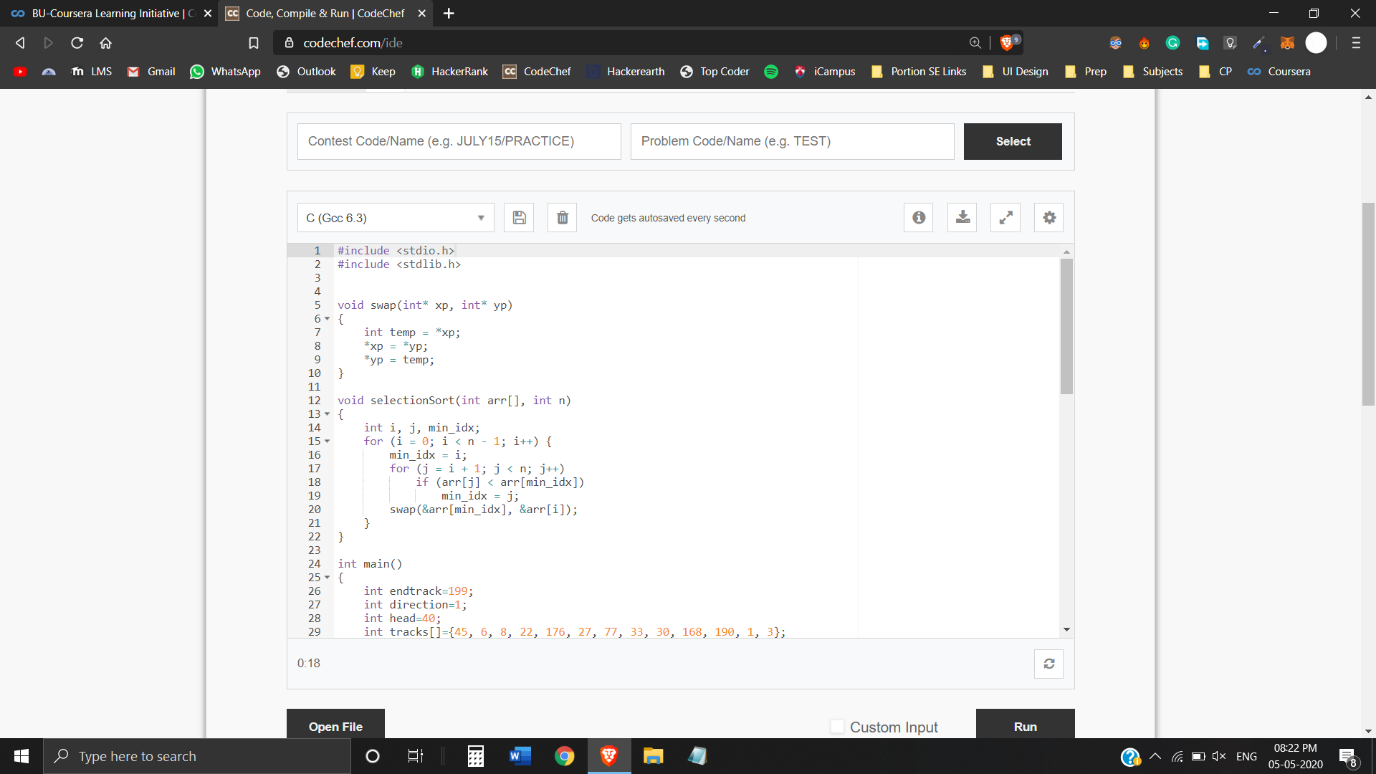 BU-Coursera Learning Initiative | C
Code, Compile & Run | CodeChef
codechef.com/ide
LMS
Gmail
WhatsApp
Outlook
Keep
HackerRank
CodeChef
Hackerearth
Top Coder
iCampus
Portion SE Links
UI Design
Prep
Subjects
CP
Coursera
Contest Code/Name (e.g. JULY15/PRACTICE)
Problem Code/Name (e.g. TEST)
Select
C (Gcc 6.3)
Code gets autosaved every second
1 #include <stdio.h>
2 #include <stdlib.h>
3
4
5 void swap(int* xp, int* yp)
6 {
7     int temp = *xp;
8     *xp = *yp;
9     *yp = temp;
10 }
11
12 void selectionSort(int arr[], int n)
13 {
14     int i, j, min_idx;
15     for (i = 0; i < n - 1; i++) {
16         min_idx = i;
17         for (j = i + 1; j < n; j++)
18             if (arr[j] < arr[min_idx])
19                 min_idx = j;
20         swap(&arr[min_idx], &arr[i]);
21     }
22 }
23
24 int main()
25 {
26     int endtrack=199;
27     int direction=1;
28     int head=40;
29     int tracks[]={45, 6, 8, 22, 176, 27, 77, 33, 30, 168, 190, 1, 3};
0:18
Open File
Custom Input
Run
Type here to search
ENG
08:22 PM
05-05-2020
8